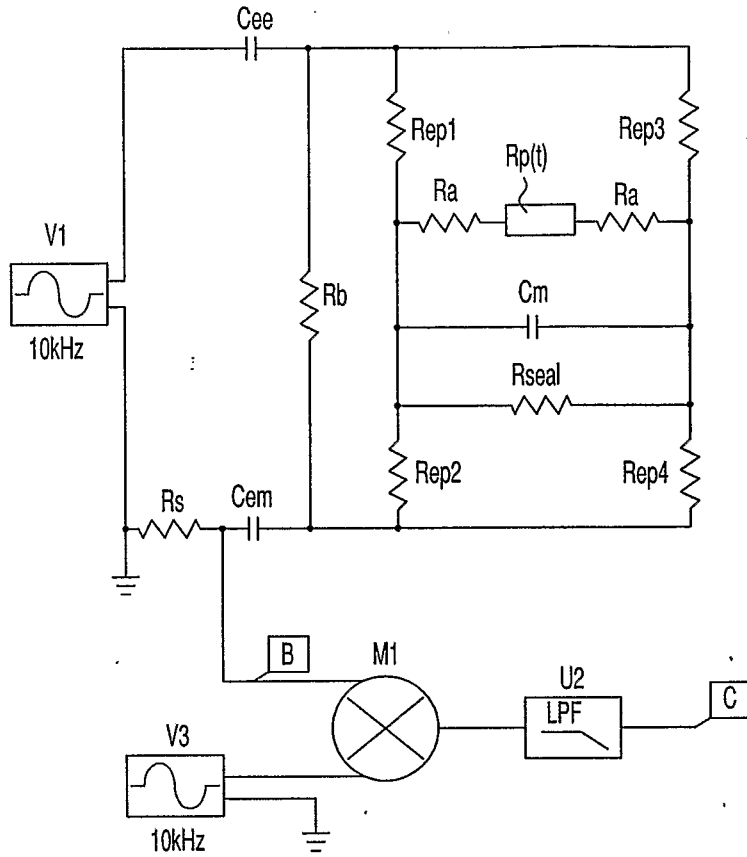 Cee
Rep1
Rep3
Rp(t)
Ra
Ra
V1
10kHz
Rb
Cm
Rseal
Rep2
Rep4
Rs
Cem
B
M1
U2
LPF
C
V3
10kHz